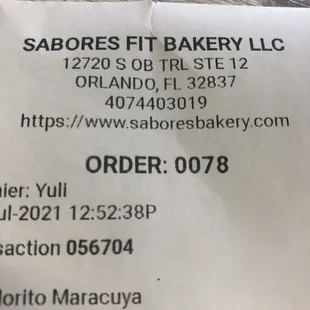 SABORES FIT BAKERY LLC
12720 S OB TRL STE 12
ORLANDO, FL 32837
4074403019
https://www.saboresbakery.com
ORDER: 0078
nier: Yuli
ul-2021 12:52:38P
saction 056704
lorito Maracuya